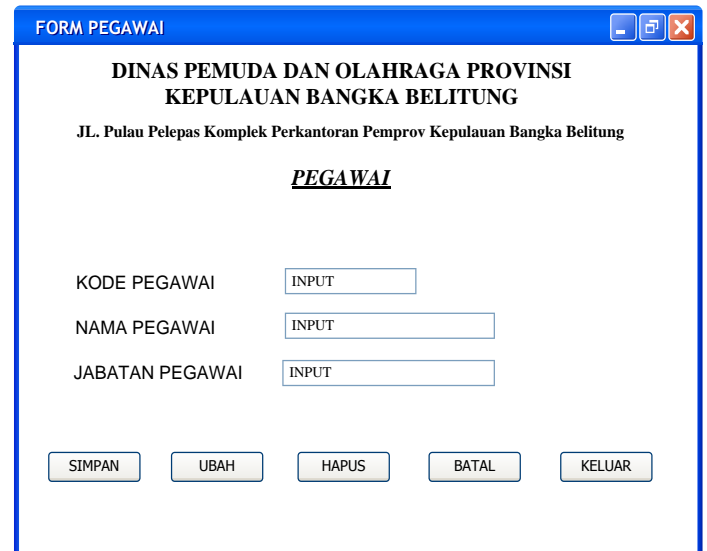 FORM PEGAWAI
DINAS PEMUDA DAN OLAHRAGA PROVINSI
KEPULAUAN BANGKA BELITUNG
JL. Pulau Pelepas Komplek Perkantoran Pemprov Kepulauan Bangka Belitung
PEGAWAI
KODE PEGAWAI INPUT
NAMA PEGAWAI INPUT
JABATAN PEGAWAI INPUT
SIMPAN UBAH HAPUS BATAL KELUAR